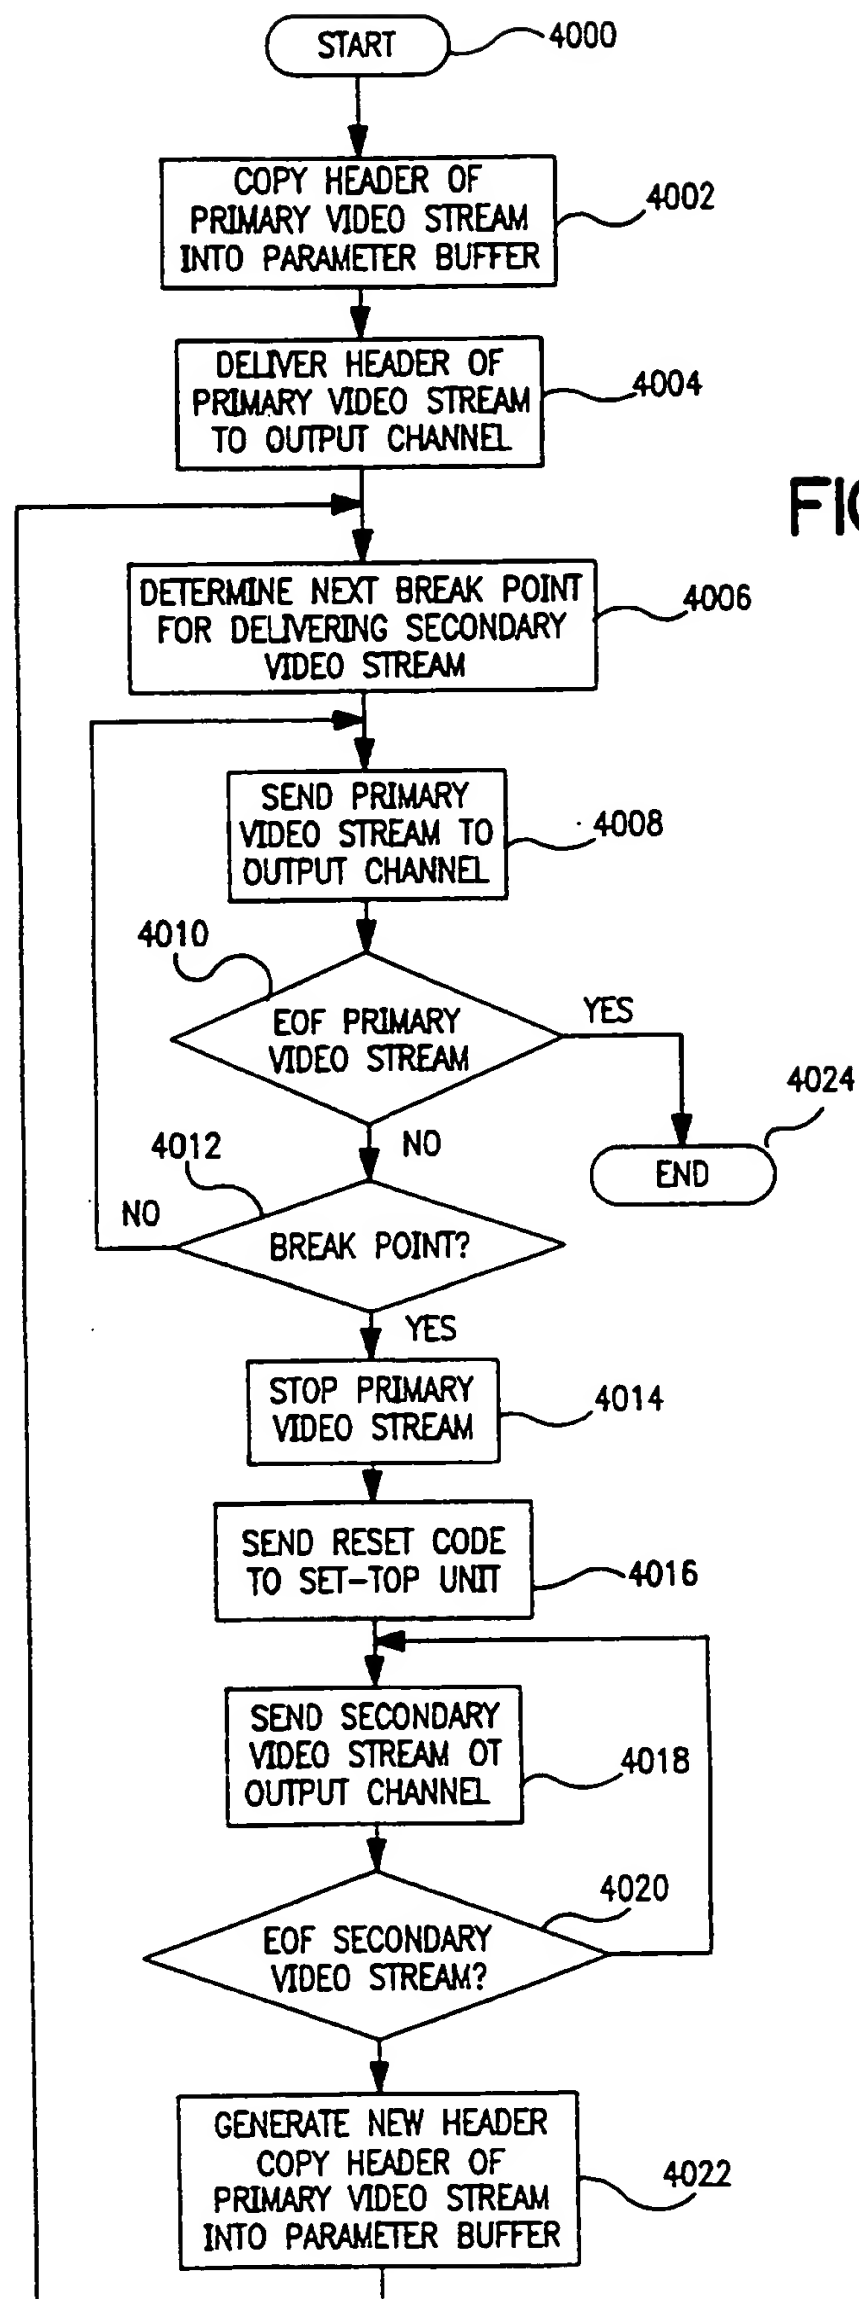 START
4000
COPY HEADER OF
PRIMARY VIDEO STREAM
INTO PARAMETER BUFFER
4002
DELIVER HEADER OF
PRIMARY VIDEO STREAM
TO OUTPUT CHANNEL
4004
FIG
DETERMINE NEXT BREAK POINT
FOR DELIVERING SECONDARY
VIDEO STREAM
4006
SEND PRIMARY
VIDEO STREAM TO
OUTPUT CHANNEL
4008
4010
EOF PRIMARY
VIDEO STREAM
YES
4024
END
NO
4012
NO
BREAK POINT?
YES
STOP PRIMARY
VIDEO STREAM
4014
SEND RESET CODE
TO SET-TOP UNIT
4016
SEND SECONDARY
VIDEO STREAM OT
OUTPUT CHANNEL
4018
4020
EOF SECONDARY
VIDEO STREAM?
GENERATE NEW HEADER
COPY HEADER OF
PRIMARY VIDEO STREAM
INTO PARAMETER BUFFER
4022